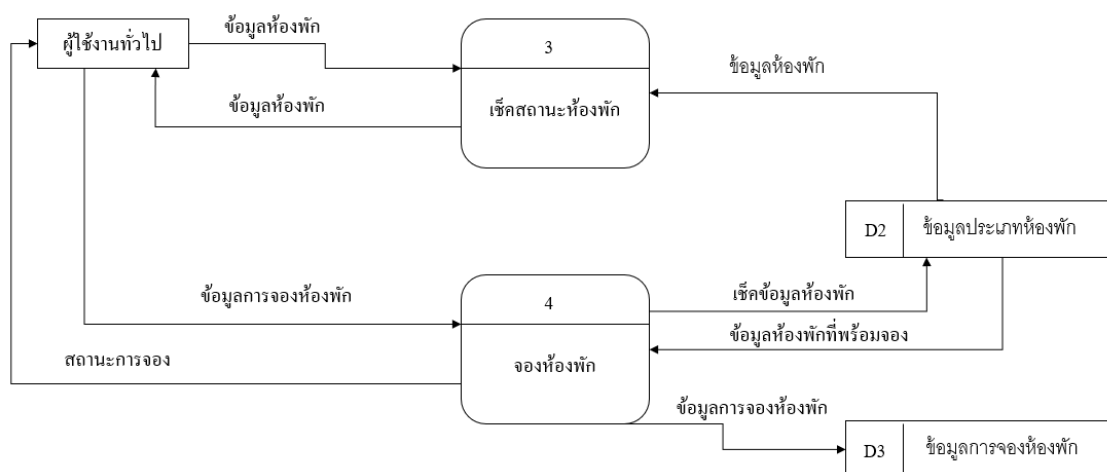 ผู้ใช้งานทั่วไป
ข้อมูลห้องพัก
3
ข้อมูลห้องพัก
ข้อมูลห้องพัก
เช็คสถานะห้องพัก
D2
ข้อมูลประเภทห้องพัก
ข้อมูลการจองห้องพัก
4
เช็คข้อมูลห้องพัก
ข้อมูลห้องพักที่พร้อมจอง
สถานะการจอง
จองห้องพัก
ข้อมูลการจองห้องพัก
D3
ข้อมูลการจองห้องพัก